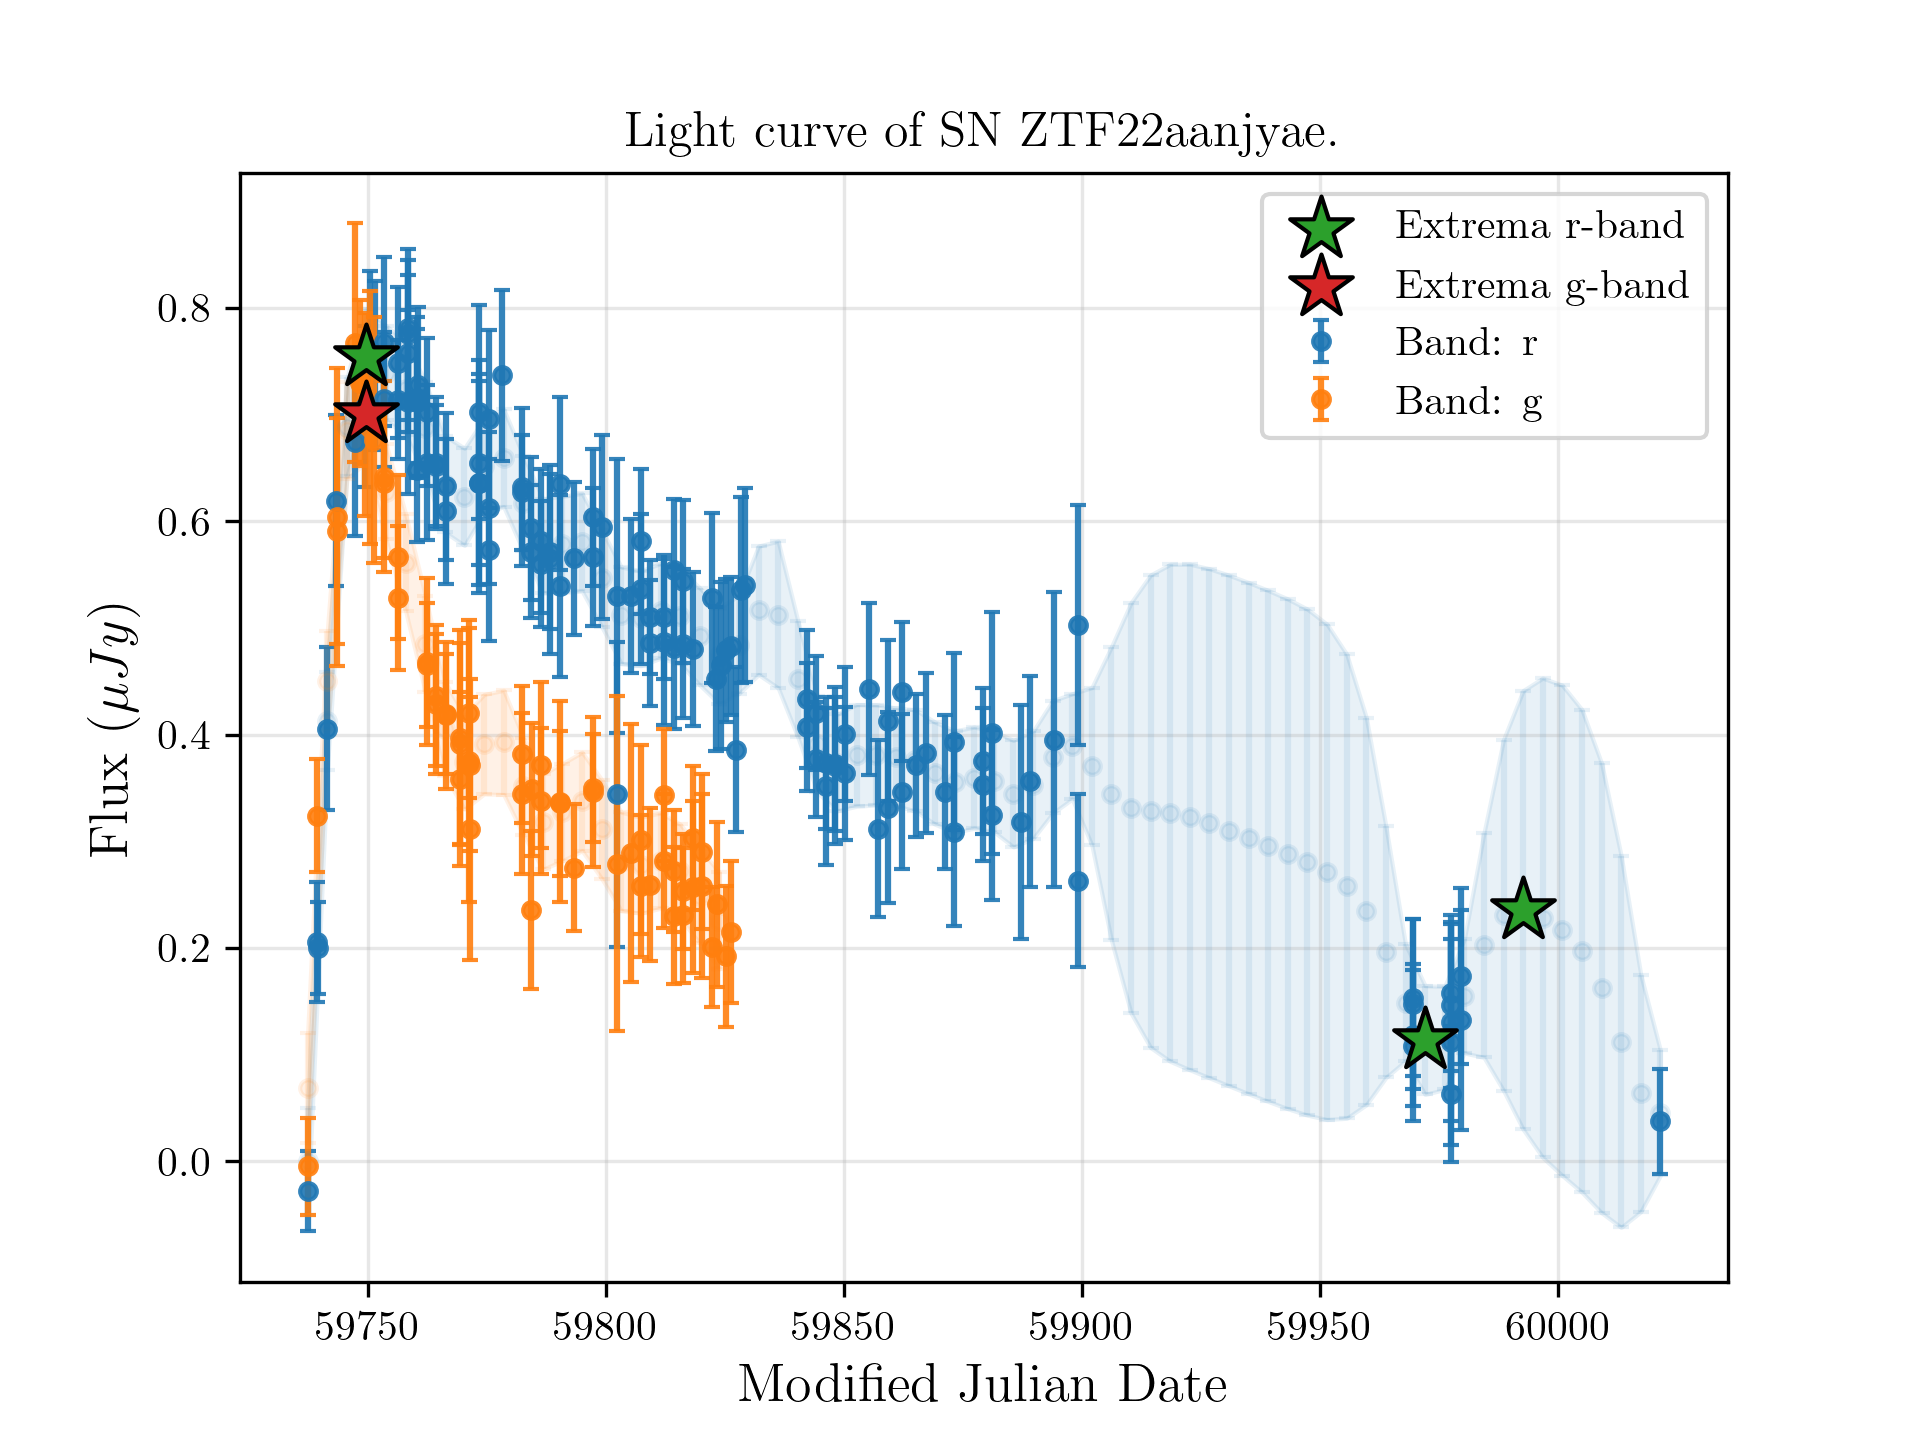 Light curve of SN ZTF22aanjyae.
Extrema r-band
Extrema g-band
Band: r
Band: g
Flux (μJy)
0.8
0.6
0.4
0.2
0.0
59750 59800 59850 59900 59950 60000
Modified Julian Date